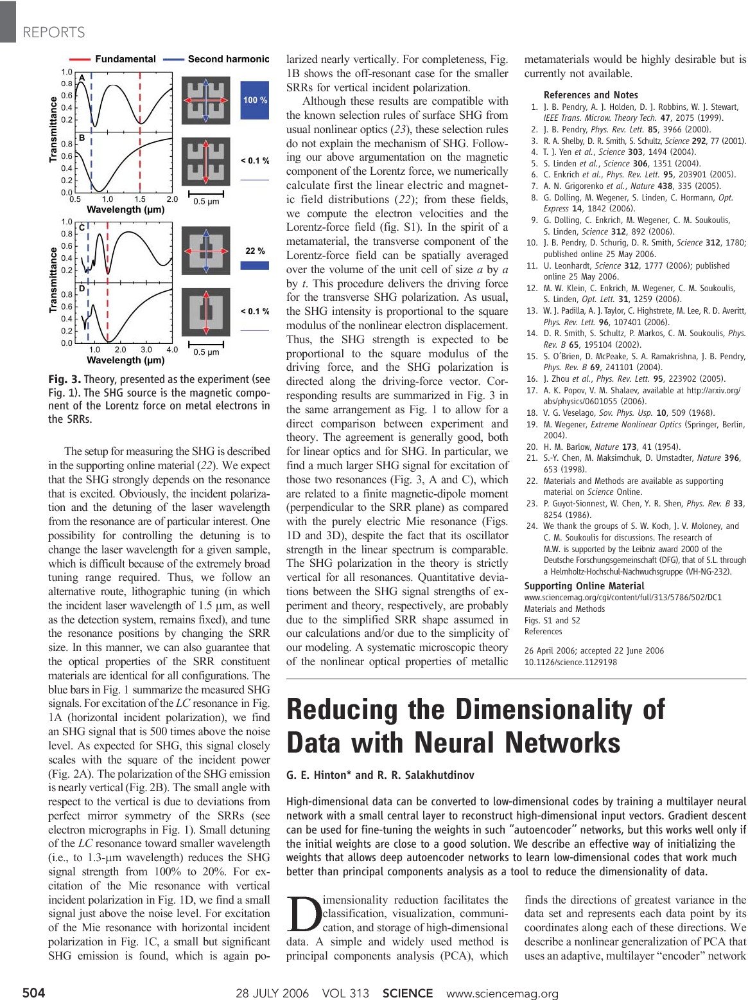 REPORTS
Fundamental Second harmonic
1.0
0.8
0.6
0.4
0.2
A
Transmittance
100 %
B
0.8
0.6
0.4
0.2
0.0
< 0.1 %
0.5 1.0 1.5 2.0
Wavelength (µm)
0.5 µm
1.0
0.8
0.6
0.4
0.2
C
Transmittance
22 %
D
0.8
0.6
0.4
0.2
0.0
< 0.1 %
1.0 2.0 3.0 4.0
Wavelength (µm)
0.5 µm
Fig. 3. Theory, presented as the experiment (see
Fig. 1). The SHG source is the magnetic compo-
nent of the Lorentz force on metal electrons in
the SRRs.
The setup for measuring the SHG is described
in the supporting online material (22). We expect
that the SHG strongly depends on the resonance
that is excited. Obviously, the incident polariza-
tion and the detuning of the laser wavelength
from the resonance are of particular interest. One
possibility for controlling the detuning is to
change the laser wavelength for a given sample,
which is difficult because of the extremely broad
tuning range required. Thus, we follow an
alternative route, lithographic tuning (in which
the incident laser wavelength of 1.5 µm, as well
as the detection system, remains fixed), and tune
the resonance positions by changing the SRR
size. In this manner, we can also guarantee that
the optical properties of the SRR constituent
materials are identical for all configurations. The
blue bars in Fig. 1 summarize the measured SHG
signals. For excitation of the LC resonance in Fig.
1A (horizontal incident polarization), we find
an SHG signal that is 500 times above the noise
level. As expected for SHG, this signal closely
scales with the square of the incident power
(Fig. 2A). The polarization of the SHG emission
is nearly vertical (Fig. 2B). The small angle with
respect to the vertical is due to deviations from
perfect mirror symmetry of the SRRs (see
electron micrographs in Fig. 1). Small detuning
of the LC resonance toward smaller wavelength
(i.e., to 1.3-µm wavelength) reduces the SHG
signal strength from 100% to 20%. For ex-
citation of the Mie resonance with vertical
incident polarization in Fig. 1D, we find a small
signal just above the noise level. For excitation
of the Mie resonance with horizontal incident
polarization in Fig. 1C, a small but significant
SHG emission is found, which is again po-
larized nearly vertically. For completeness, Fig.
1B shows the off-resonant case for the smaller
SRRs for vertical incident polarization.
Although these results are compatible with
the known selection rules of surface SHG from
usual nonlinear optics (23), these selection rules
do not explain the mechanism of SHG. Follow-
ing our above argumentation on the magnetic
component of the Lorentz force, we numerically
calculate first the linear electric and magnet-
ic field distributions (22); from these fields,
we compute the electron velocities and the
Lorentz-force field (fig. S1). In the spirit of a
metamaterial, the transverse component of the
Lorentz-force field can be spatially averaged
over the volume of the unit cell of size a by a
by t. This procedure delivers the driving force
for the transverse SHG polarization. As usual,
the SHG intensity is proportional to the square
modulus of the nonlinear electron displacement.
Thus, the SHG strength is expected to be
proportional to the square modulus of the
driving force, and the SHG polarization is
directed along the driving-force vector. Cor-
responding results are summarized in Fig. 3 in
the same arrangement as Fig. 1 to allow for a
direct comparison between experiment and
theory. The agreement is generally good, both
for linear optics and for SHG. In particular, we
find a much larger SHG signal for excitation of
those two resonances (Fig. 3, A and C), which
are related to a finite magnetic-dipole moment
(perpendicular to the SRR plane) as compared
with the purely electric Mie resonance (Figs.
1D and 3D), despite the fact that its oscillator
strength in the linear spectrum is comparable.
The SHG polarization in the theory is strictly
vertical for all resonances. Quantitative devia-
tions between the SHG signal strengths of ex-
periment and theory, respectively, are probably
due to the simplified SRR shape assumed in
our calculations and/or due to the simplicity of
our modeling. A systematic microscopic theory
of the nonlinear optical properties of metallic
metamaterials would be highly desirable but is
currently not available.
References and Notes
1. J. B. Pendry, A. J. Holden, D. J. Robbins, W. J. Stewart,
IEEE Trans. Microw. Theory Tech. 47, 2075 (1999).
2. J. B. Pendry, Phys. Rev. Lett. 85, 3966 (2000).
3. R. A. Shelby, D. R. Smith, S. Schultz, Science 292, 77 (2001).
4. T. J. Yen et al., Science 303, 1494 (2004).
5. S. Linden et al., Science 306, 1351 (2004).
6. C. Enkrich et al., Phys. Rev. Lett. 95, 203901 (2005).
7. A. N. Grigorenko et al., Nature 438, 335 (2005).
8. G. Dolling, M. Wegener, S. Linden, C. Hormann, Opt.
Express 14, 1842 (2006).
9. G. Dolling, C. Enkrich, M. Wegener, C. M. Soukoulis,
S. Linden, Science 312, 892 (2006).
10. J. B. Pendry, D. Schurig, D. R. Smith, Science 312, 1780;
published online 25 May 2006.
11. U. Leonhardt, Science 312, 1777 (2006); published
online 25 May 2006.
12. M. W. Klein, C. Enkrich, M. Wegener, C. M. Soukoulis,
S. Linden, Opt. Lett. 31, 1259 (2006).
13. W. J. Padilla, A. J. Taylor, C. Highstrete, M. Lee, R. D. Averitt,
Phys. Rev. Lett. 96, 107401 (2006).
14. D. R. Smith, S. Schultz, P. Markos, C. M. Soukoulis, Phys.
Rev. B 65, 195104 (2002).
15. S. O'Brien, D. McPeake, S. A. Ramakrishna, J. B. Pendry,
Phys. Rev. B 69, 241101 (2004).
16. J. Zhou et al., Phys. Rev. Lett. 95, 223902 (2005).
17. A. K. Popov, V. M. Shalaev, available at http://arxiv.org/
abs/physics/0601055 (2006).
18. V. G. Veselago, Sov. Phys. Usp. 10, 509 (1968).
19. M. Wegener, Extreme Nonlinear Optics (Springer, Berlin,
2004).
20. H. M. Barlow, Nature 173, 41 (1954).
21. S.-Y. Chen, M. Maksimchuk, D. Umstadter, Nature 396,
653 (1998).
22. Materials and Methods are available as supporting
material on Science Online.
23. P. Guyot-Sionnest, W. Chen, Y. R. Shen, Phys. Rev. B 33,
8254 (1986).
24. We thank the groups of S. W. Koch, J. V. Moloney, and
C. M. Soukoulis for discussions. The research of
M.W. is supported by the Leibniz award 2000 of the
Deutsche Forschungsgemeinschaft (DFG), that of S.L. through
a Helmholtz-Hochschul-Nachwuchsgruppe (VH-NG-232).
Supporting Online Material
www.sciencemag.org/cgi/content/full/313/5786/502/DC1
Materials and Methods
Figs. S1 and S2
References
26 April 2006; accepted 22 June 2006
10.1126/science.1129198
Reducing the Dimensionality of
Data with Neural Networks
G. E. Hinton* and R. R. Salakhutdinov
High-dimensional data can be converted to low-dimensional codes by training a multilayer neural
network with a small central layer to reconstruct high-dimensional input vectors. Gradient descent
can be used for fine-tuning the weights in such “autoencoder” networks, but this works well only if
the initial weights are close to a good solution. We describe an effective way of initializing the
weights that allows deep autoencoder networks to learn low-dimensional codes that work much
better than principal components analysis as a tool to reduce the dimensionality of data.
Dimensionality reduction facilitates the
classification, visualization, communi-
cation, and storage of high-dimensional
data. A simple and widely used method is
principal components analysis (PCA), which
finds the directions of greatest variance in the
data set and represents each data point by its
coordinates along each of these directions. We
describe a nonlinear generalization of PCA that
uses an adaptive, multilayer “encoder” network
504 28 JULY 2006 VOL 313 SCIENCE www.sciencemag.org